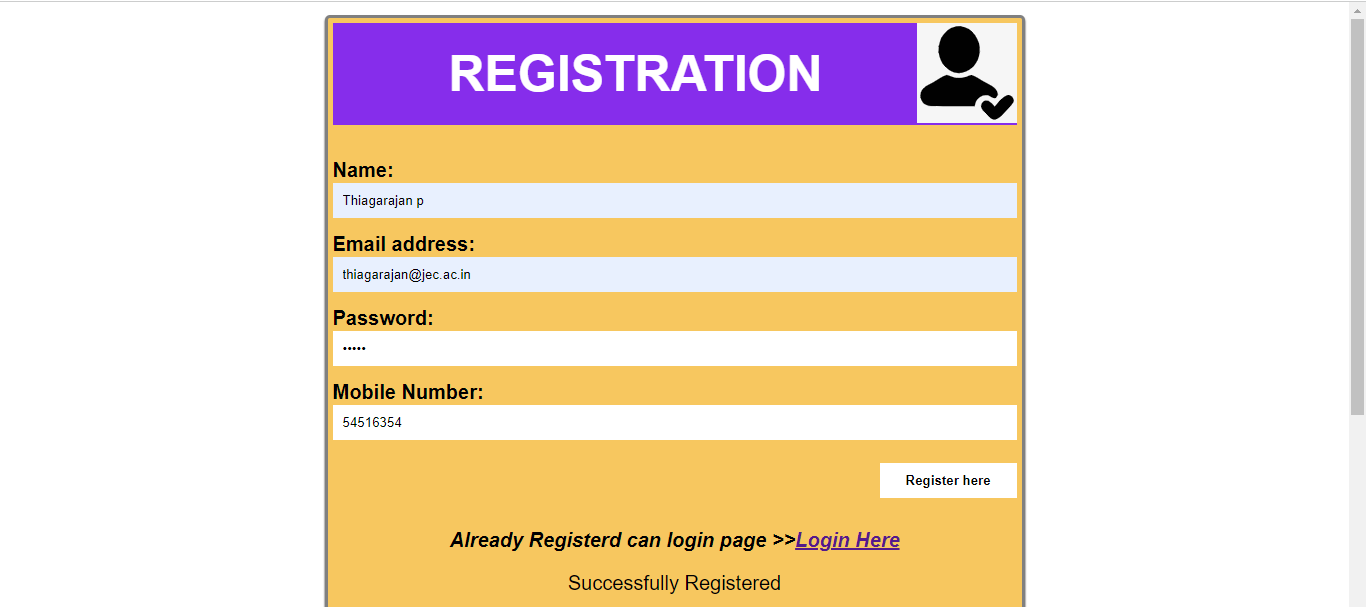 REGISTRATION
Name:
Thiagarajan p
Email address:
thiagarajan@jec.ac.in
Password:
•••••
Mobile Number:
54516354
Register here
Already Registerd can login page >>Login Here
Successfully Registered